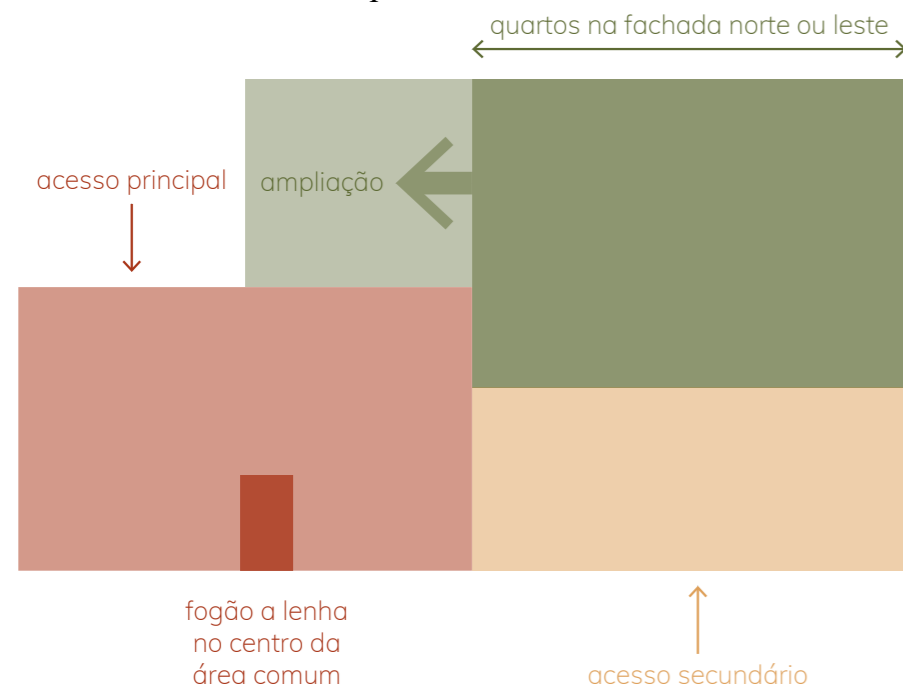 quartos na fachada norte ou leste
acesso principal
ampliação
fogão a lenha
no centro da
área comum
acesso secundário